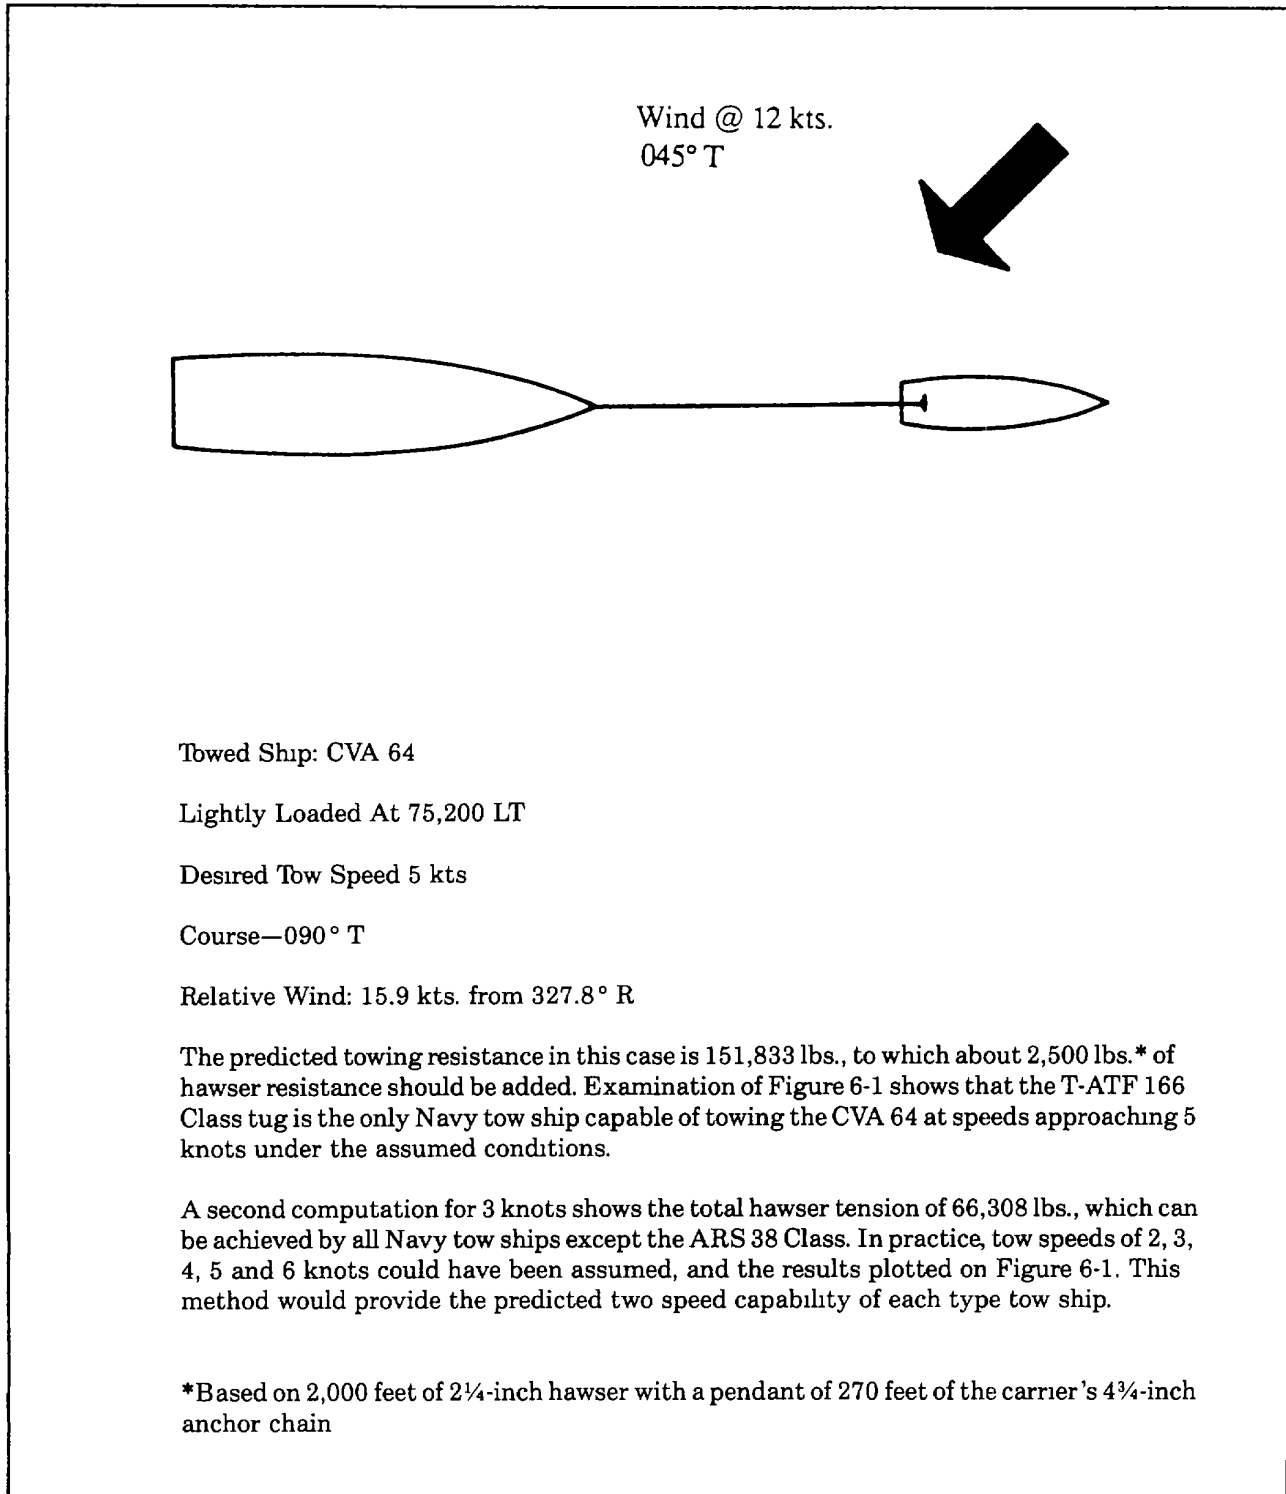 Wind @ 12 kts.
045° T
Towed Ship: CVA 64
Lightly Loaded At 75,200 LT
Desired Tow Speed 5 kts
Course—090° T
Relative Wind: 15.9 kts. from 327.8° R
The predicted towing resistance in this case is 151,833 lbs., to which about 2,500 lbs.* of
hawser resistance should be added. Examination of Figure 6-1 shows that the T-ATF 166
Class tug is the only Navy tow ship capable of towing the CVA 64 at speeds approaching 5
knots under the assumed conditions.
A second computation for 3 knots shows the total hawser tension of 66,308 lbs., which can
be achieved by all Navy tow ships except the ARS 38 Class. In practice, tow speeds of 2, 3,
4, 5 and 6 knots could have been assumed, and the results plotted on Figure 6-1. This
method would provide the predicted two speed capability of each type tow ship.
*Based on 2,000 feet of 2¼-inch hawser with a pendant of 270 feet of the carrier's 4¾-inch
anchor chain